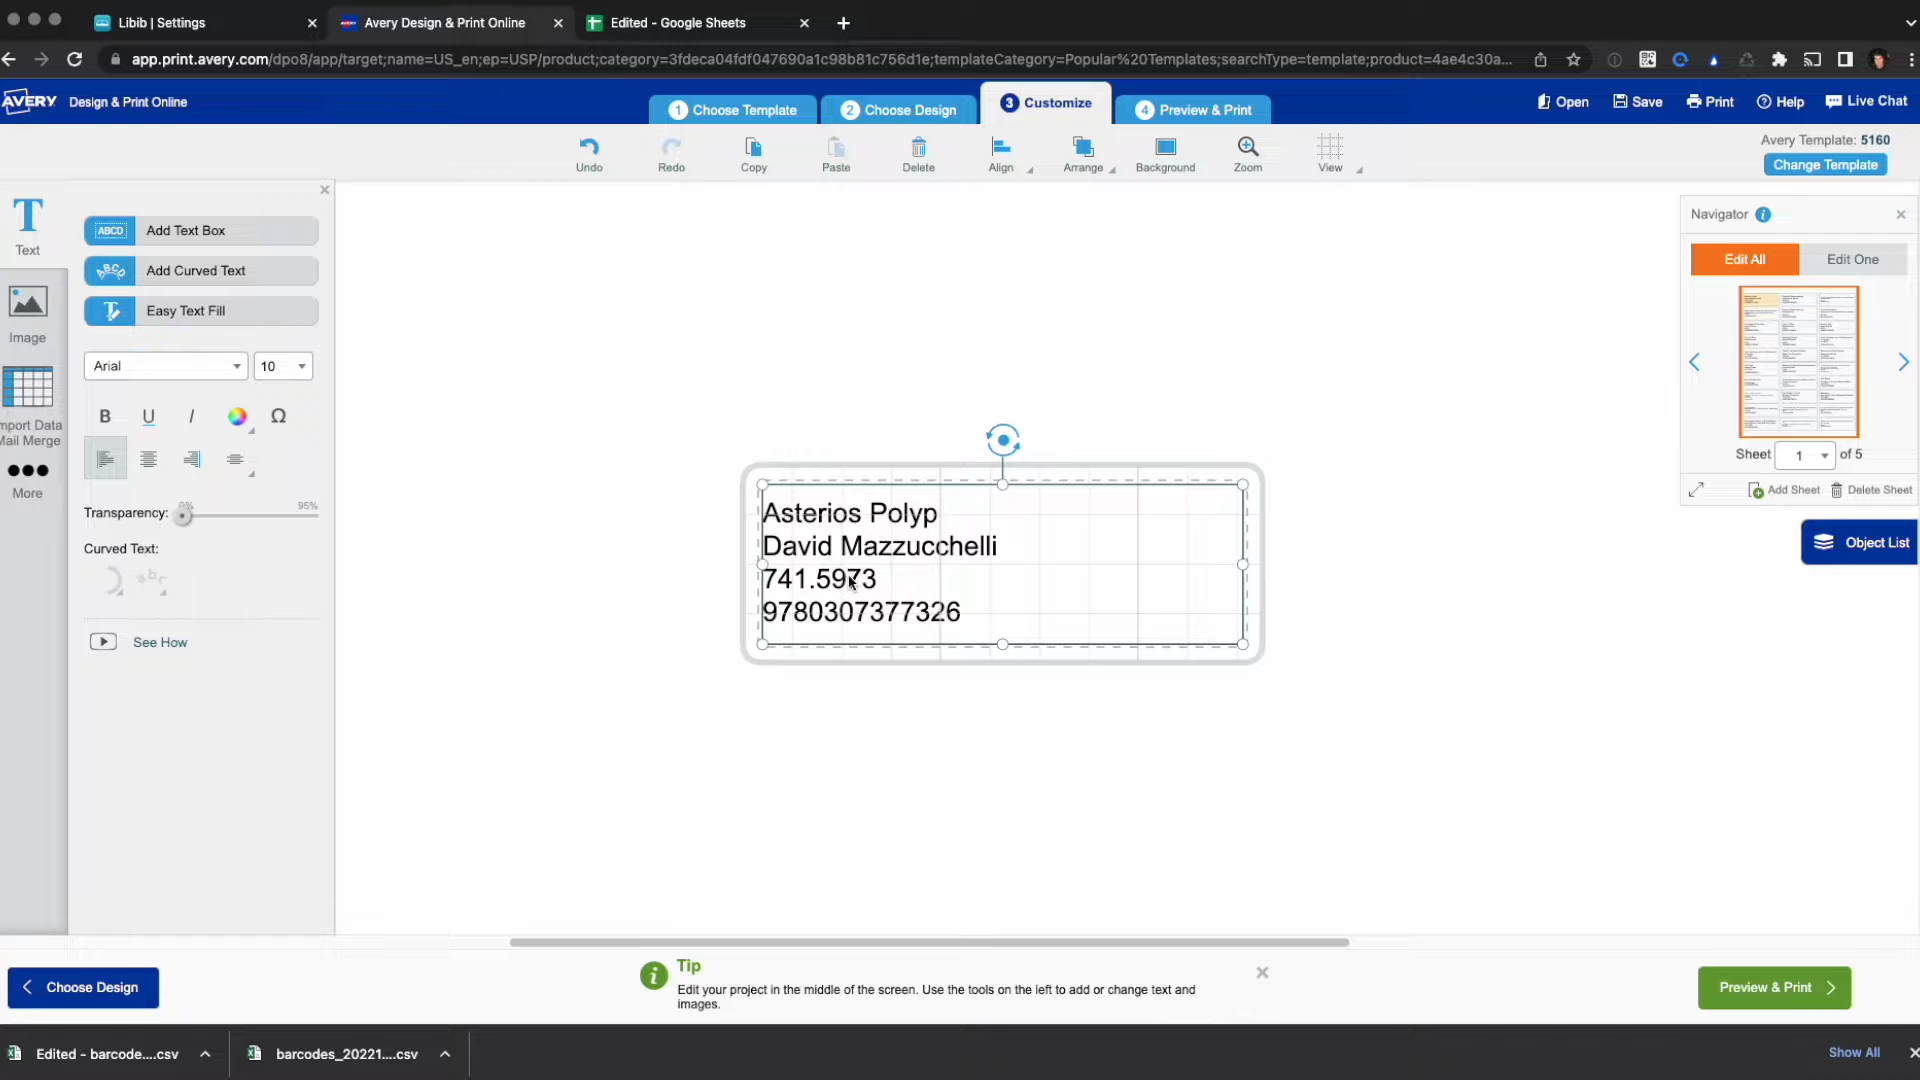 Libib | Settings
Avery Design & Print Online
Edited - Google Sheets
app.print.avery.com/dpo8/app/target;name=US_en;ep=USP/product;category=3fdeca04fdf047690a1c98b81c756d1e;templateCategory=Popular%20Templates;searchType=template;product=4ae4c30a...
AVERY
Design & Print Online
1 Choose Template
2 Choose Design
3 Customize
4 Preview & Print
Open
Save
Print
Help
Live Chat
Undo
Redo
Copy
Paste
Delete
Align
Arrange
Background
Zoom
View
Avery Template: 5160
Change Template
Text
Image
mport Data
Mail Merge
More
ABCD Add Text Box
ABCD Add Curved Text
Easy Text Fill
Arial
10
B U I Ω
Transparency: 0% 95%
Curved Text:
abc
See How
Asterios Polyp
David Mazzucchelli
741.5973
9780307377326
Navigator
Edit All
Edit One
Sheet 1 of 5
Add Sheet
Delete Sheet
Object List
Choose Design
Tip
Edit your project in the middle of the screen. Use the tools on the left to add or change text and
images.
Preview & Print
Edited - barcode....csv
barcodes_20221....csv
Show All